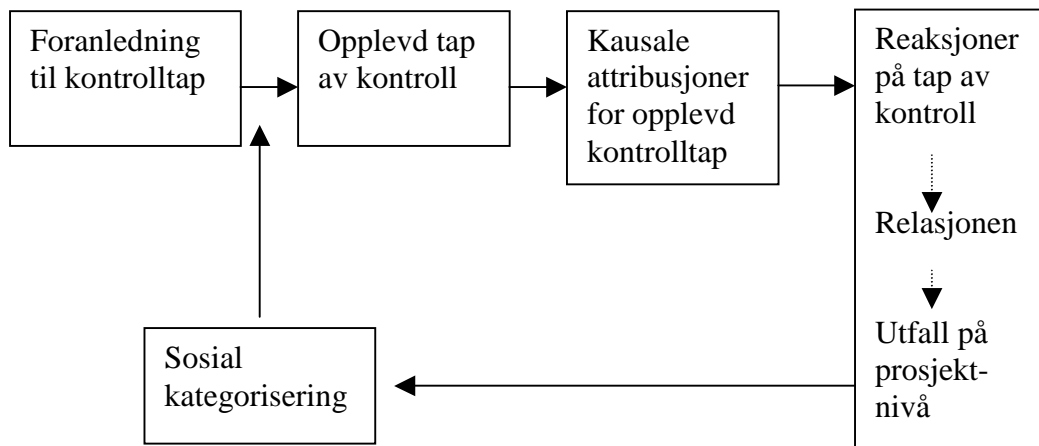 Foranledning
til kontrolltap
Opplevd tap
av kontroll
Kausale
attribusjoner
for opplevd
kontrolltap
Reaksjoner
på tap av
kontroll
Relasjonen
Utfall på
prosjekt-
nivå
Sosial
kategorisering